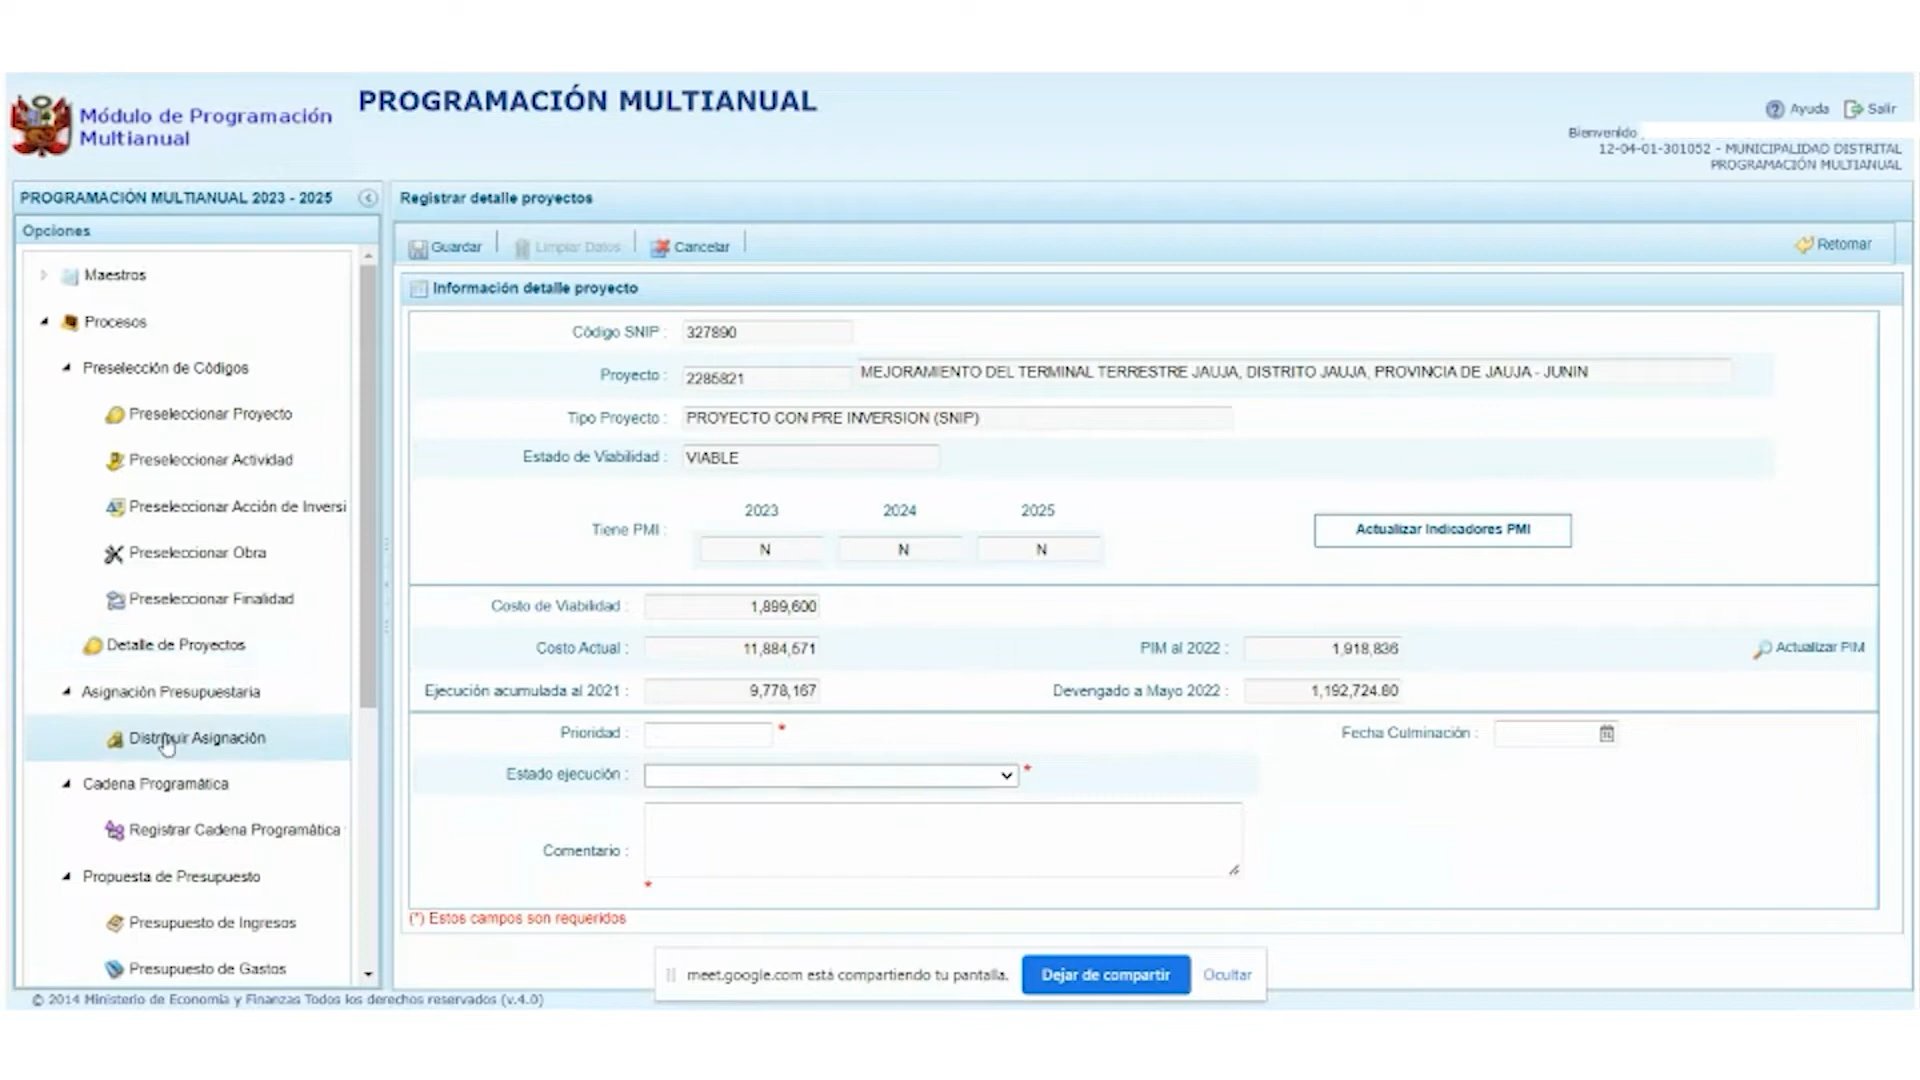 Módulo de Programación
Multianual
PROGRAMACIÓN MULTIANUAL
Ayuda Salir
Bienvenido
12-04-01-301052 - MUNICIPALIDAD DISTRITAL
PROGRAMACIÓN MULTIANUAL
PROGRAMACIÓN MULTIANUAL 2023 - 2025
Opciones
Maestros
Procesos
Preselección de Códigos
Preseleccionar Proyecto
Preseleccionar Actividad
Preseleccionar Acción de Inversi
Preseleccionar Obra
Preseleccionar Finalidad
Detalle de Proyectos
Asignación Presupuestaria
Distribuir Asignación
Cadena Programática
Registrar Cadena Programática
Propuesta de Presupuesto
Presupuesto de Ingresos
Presupuesto de Gastos
Registrar detalle proyectos
Guardar Limpiar Datos Cancelar Retornar
Información detalle proyecto
Código SNIP : 327890
Proyecto : 2285821 MEJORAMIENTO DEL TERMINAL TERRESTRE JAUJA, DISTRITO JAUJA, PROVINCIA DE JAUJA - JUNIN
Tipo Proyecto : PROYECTO CON PRE INVERSION (SNIP)
Estado de Viabilidad : VIABLE
2023 2024 2025
Tiene PMI : N N N
Actualizar Indicadores PMI
Costo de Viabilidad : 1,899,600
Costo Actual : 11,884,571 PIM al 2022 : 1,918,836 Actualizar PIM
Ejecución acumulada al 2021 : 9,778,167 Devengado a Mayo 2022 : 1,192,724.80
Prioridad : * Fecha Culminación :
Estado ejecución : *
Comentario :
*
(*) Estos campos son requeridos
meet.google.com está compartiendo tu pantalla. Dejar de compartir Ocultar
© 2014 Ministerio de Economía y Finanzas Todos los derechos reservados (v.4.0)